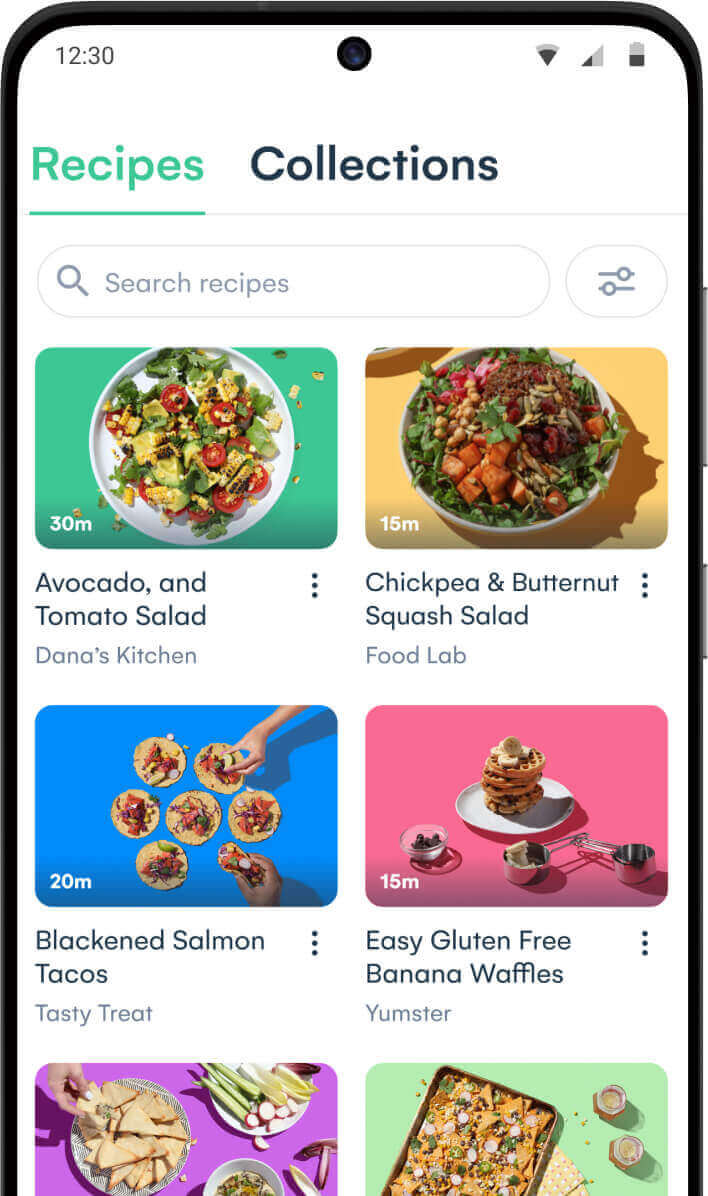 12:30
Recipes
Collections
Search recipes
30m
15m
Avocado, and
Tomato Salad
Dana's Kitchen
Chickpea & Butternut
Squash Salad
Food Lab
20m
15m
Blackened Salmon
Tacos
Tasty Treat
Easy Gluten Free
Banana Waffles
Yumster